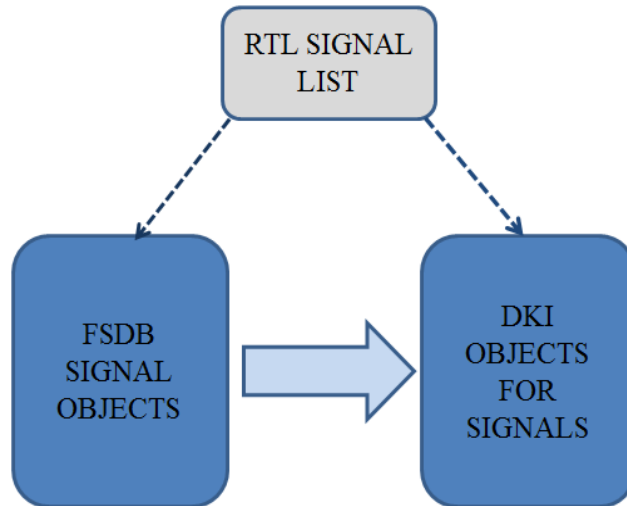 RTL SIGNAL
LIST
FSDB
SIGNAL
OBJECTS
DKI
OBJECTS
FOR
SIGNALS